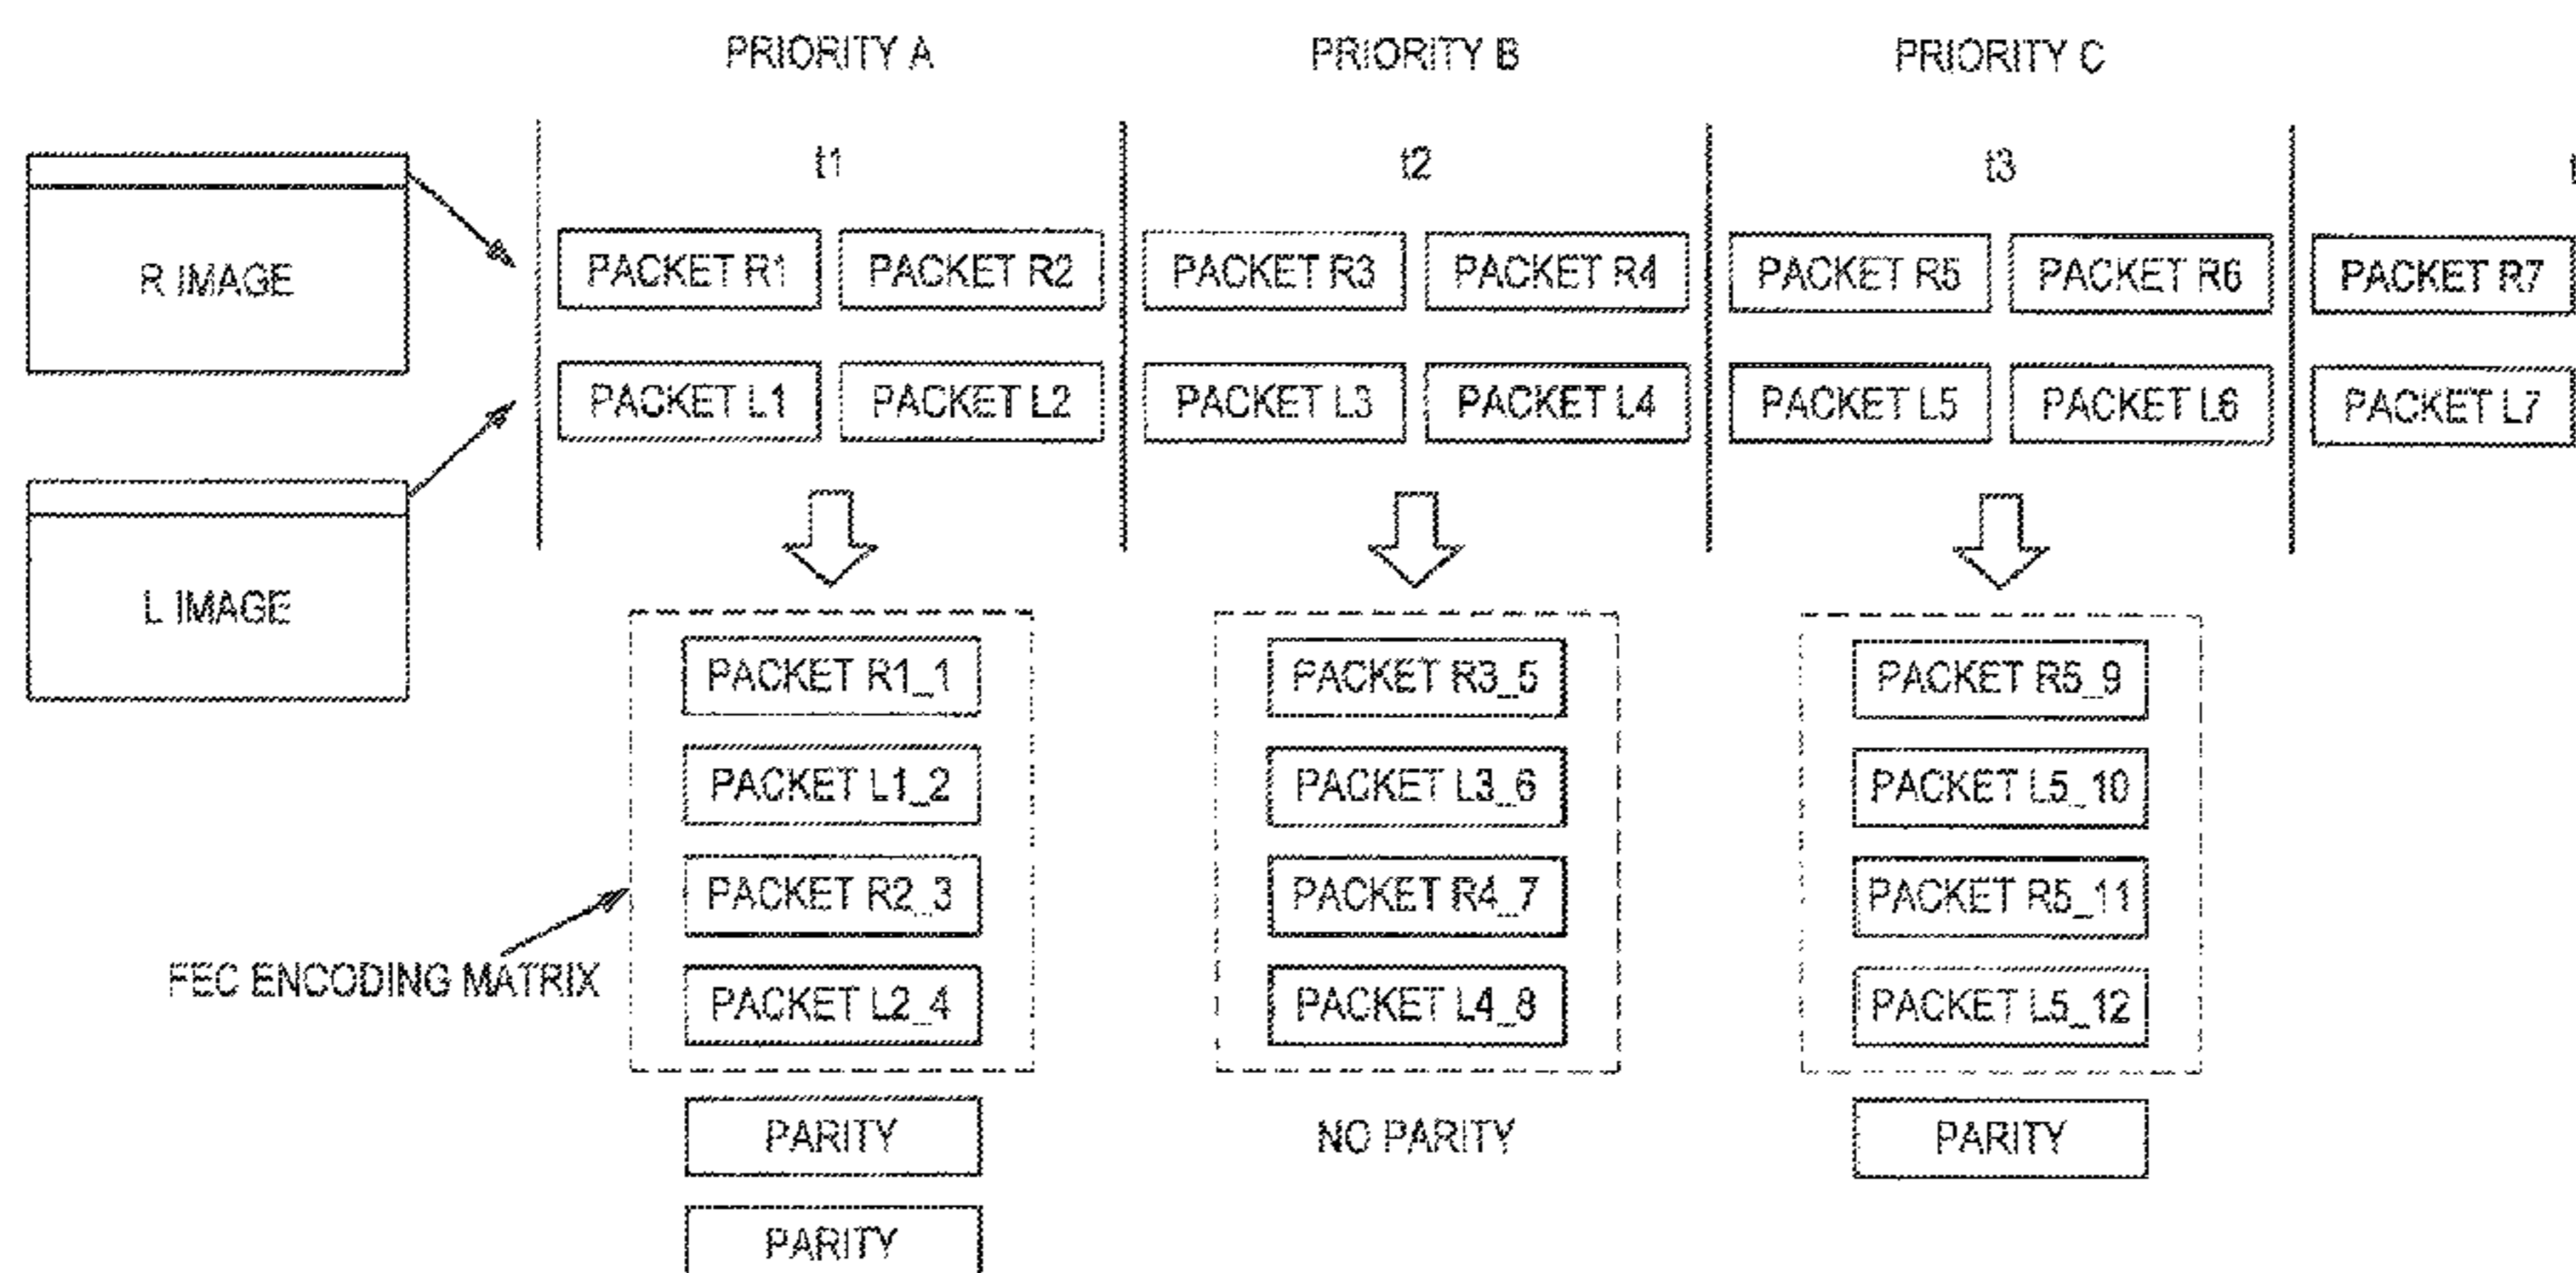 PRIORITY A
PRIORITY B
PRIORITY C
t1
t2
t3
R IMAGE
PACKET R1
PACKET R2
PACKET R3
PACKET R4
PACKET R5
PACKET R6
PACKET R7
PACKET L1
PACKET L2
PACKET L3
PACKET L4
PACKET L5
PACKET L6
PACKET L7
L IMAGE
PACKET R1_1
PACKET R3_5
PACKET R5_9
PACKET L1_2
PACKET L3_6
PACKET L5_10
PACKET R2_3
PACKET R4_7
PACKET R5_11
FEC ENCODING MATRIX
PACKET L2_4
PACKET L4_8
PACKET L5_12
PARITY
NO PARITY
PARITY
PARITY